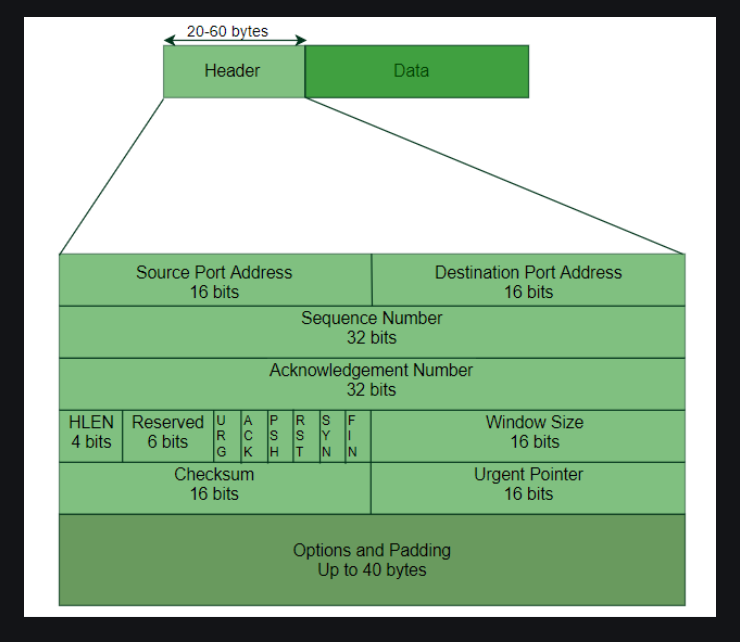 20-60 bytes
Header
Data
Source Port Address
16 bits
Destination Port Address
16 bits
Sequence Number
32 bits
Acknowledgement Number
32 bits
HLEN
4 bits
Reserved
6 bits
URG
ACK
PSH
RST
SYN
FIN
Window Size
16 bits
Checksum
16 bits
Urgent Pointer
16 bits
Options and Padding
Up to 40 bytes